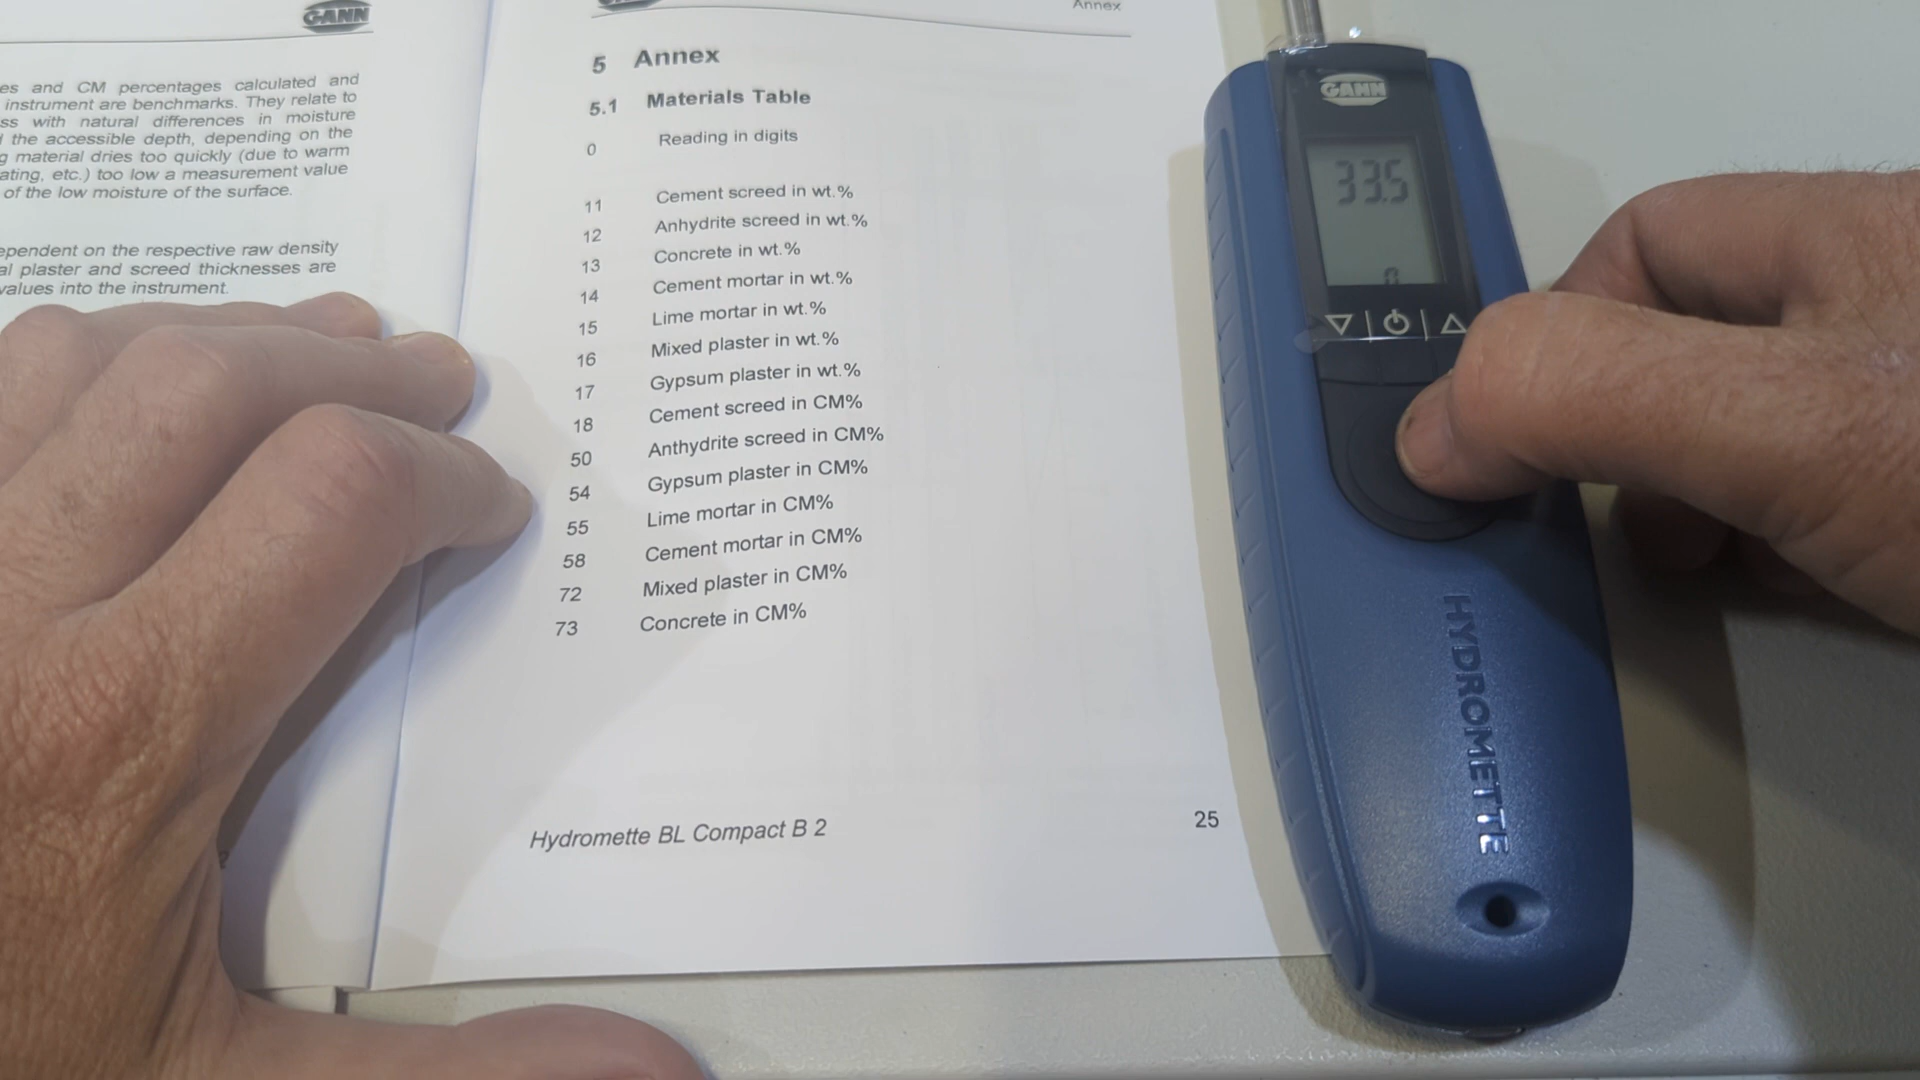 GANN
es and CM percentages calculated and
instrument are benchmarks. They relate to
ss with natural differences in moisture
the accessible depth, depending on the
g material dries too quickly (due to warm
ating, etc.) too low a measurement value
of the low moisture of the surface.
ependent on the respective raw density
al plaster and screed thicknesses are
values into the instrument.
Annex
5 Annex
5.1 Materials Table
0 Reading in digits
11 Cement screed in wt.%
12 Anhydrite screed in wt.%
13 Concrete in wt.%
14 Cement mortar in wt.%
15 Lime mortar in wt.%
16 Mixed plaster in wt.%
17 Gypsum plaster in wt.%
18 Cement screed in CM%
50 Anthydrite screed in CM%
54 Gypsum plaster in CM%
55 Lime mortar in CM%
58 Cement mortar in CM%
72 Mixed plaster in CM%
73 Concrete in CM%
Hydromette BL Compact B 2
25
GANN
33.5
0
HYDROMETTE